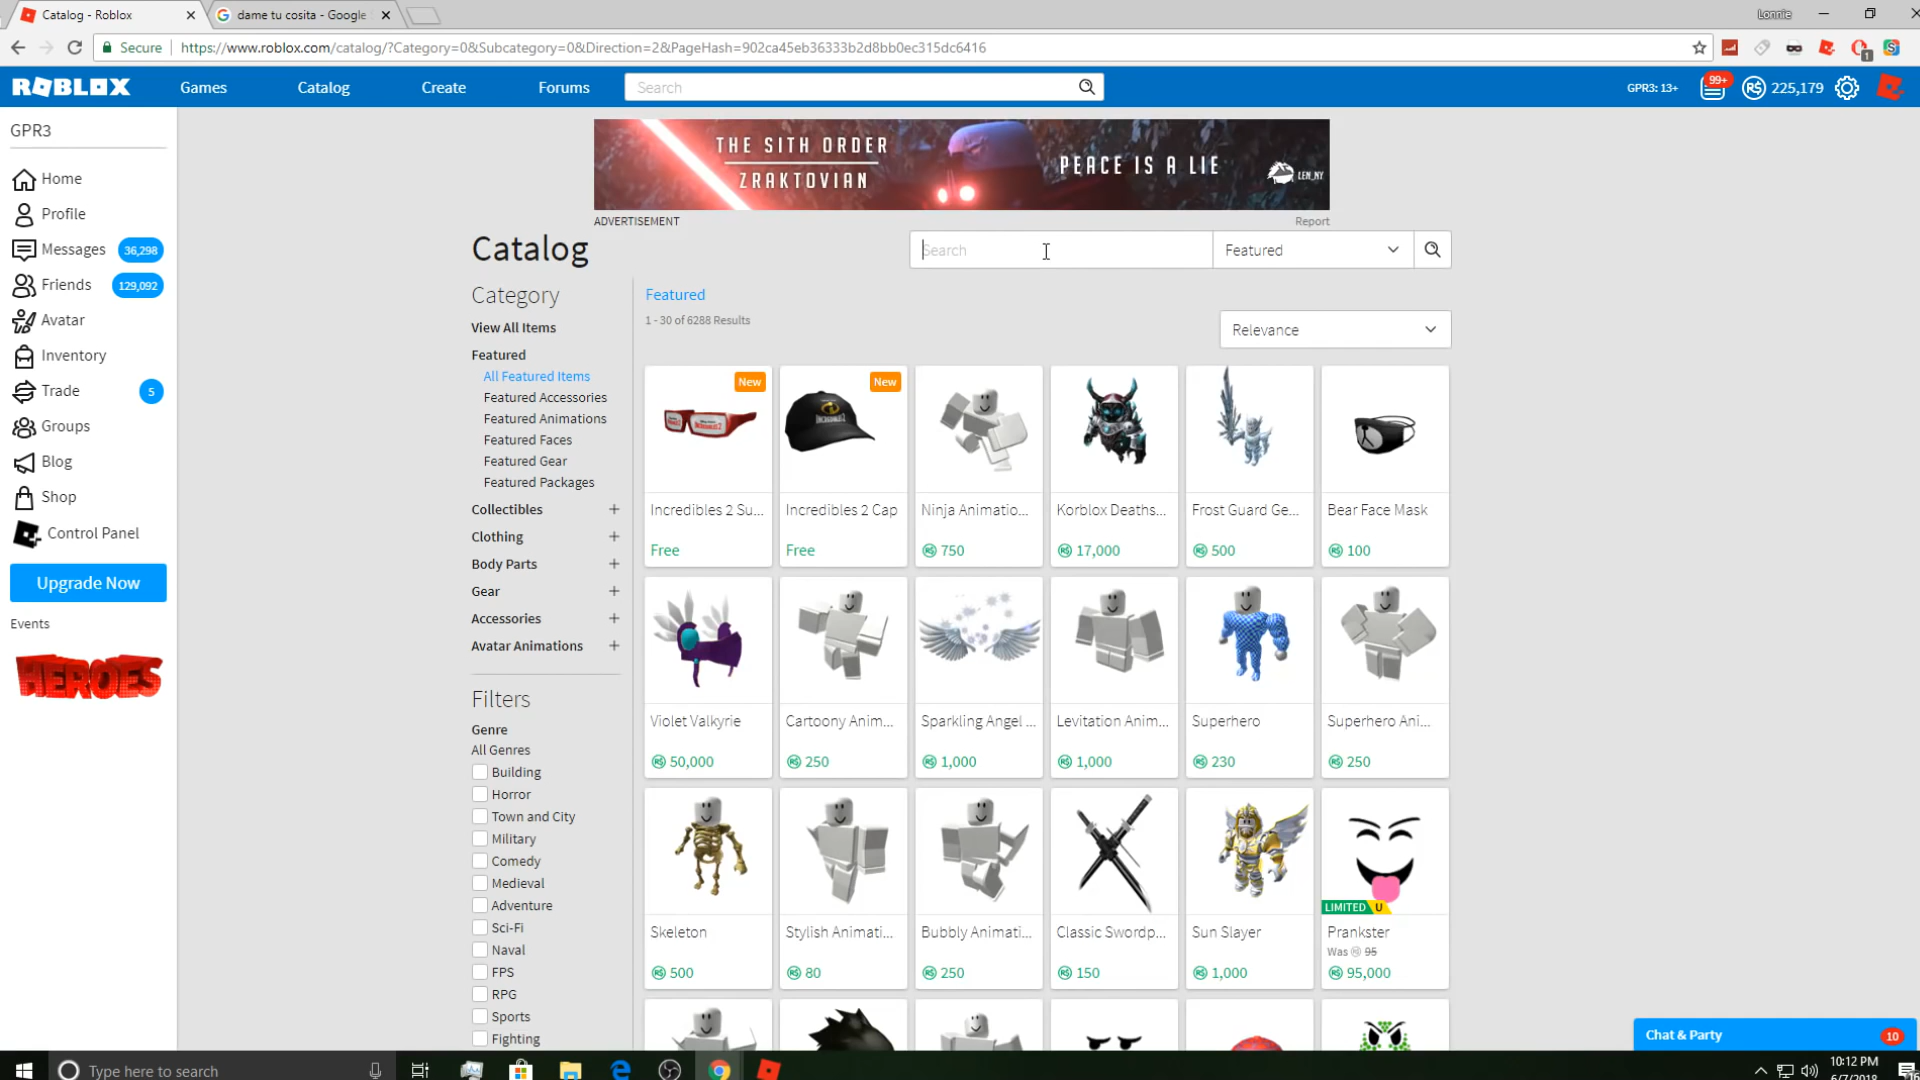 Catalog - Roblox
dame tu cosita - Google
Lonnie
Secure
https://www.roblox.com/catalog/?Category=0&Subcategory=0&Direction=2&PageHash=902ca45eb36333b2d8bb0ec315dc6416
1
ROBLOX
Games
Catalog
Create
Forums
Search
GPR3: 13+
99+
R$ 225,179
GPR3
Home
Profile
Messages 36,298
Friends 129,092
Avatar
Inventory
Trade 5
Groups
Blog
Shop
Control Panel
Upgrade Now
Events
HEROES
THE SITH ORDER
ZRAKTOVIAN
PEACE IS A LIE
LEN_NY
ADVERTISEMENT
Report
Catalog
Search
Featured
Category
View All Items
Featured
All Featured Items
Featured Accessories
Featured Animations
Featured Faces
Featured Gear
Featured Packages
Collectibles +
Clothing +
Body Parts +
Gear +
Accessories +
Avatar Animations +
Filters
Genre
All Genres
Building
Horror
Town and City
Military
Comedy
Medieval
Adventure
Sci-Fi
Naval
FPS
RPG
Sports
Fighting
Featured
1 - 30 of 6288 Results
Relevance
New
Incredibles 2 Su...
Free
New
Incredibles 2 Cap
Free
Ninja Animatio...
R$ 750
Korblox Deaths...
R$ 17,000
Frost Guard Ge...
R$ 500
Bear Face Mask
R$ 100
Violet Valkyrie
R$ 50,000
Cartoony Anim...
R$ 250
Sparkling Angel ...
R$ 1,000
Levitation Anim...
R$ 1,000
Superhero
R$ 230
Superhero Ani...
R$ 250
Skeleton
R$ 500
Stylish Animati...
R$ 80
Bubbly Animati...
R$ 250
Classic Swordp...
R$ 150
Sun Slayer
R$ 1,000
LIMITED U
Prankster
Was R$ 95
R$ 95,000
Chat & Party 10
Type here to search
10:12 PM
6/7/2018